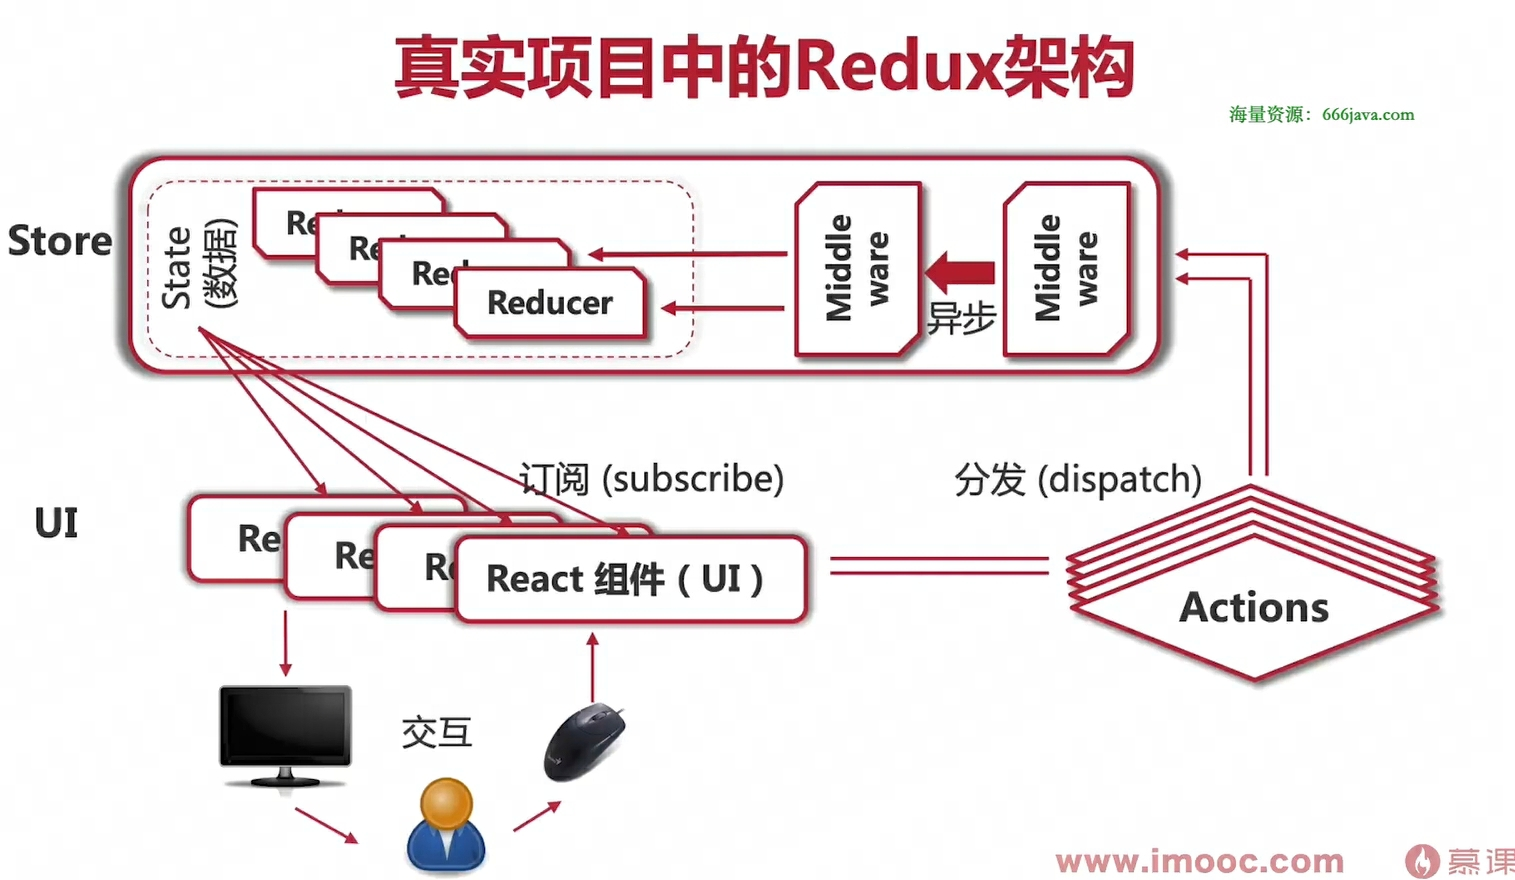 真实项目中的Redux架构
海量资源：666java.com
Store
State
(数据)
Re
Re
Red
Reducer
Middle
ware
异步
Middle
ware
订阅 (subscribe)
分发 (dispatch)
UI
Re
Re
R
React 组件（UI）
Actions
交互
www.imooc.com
慕课